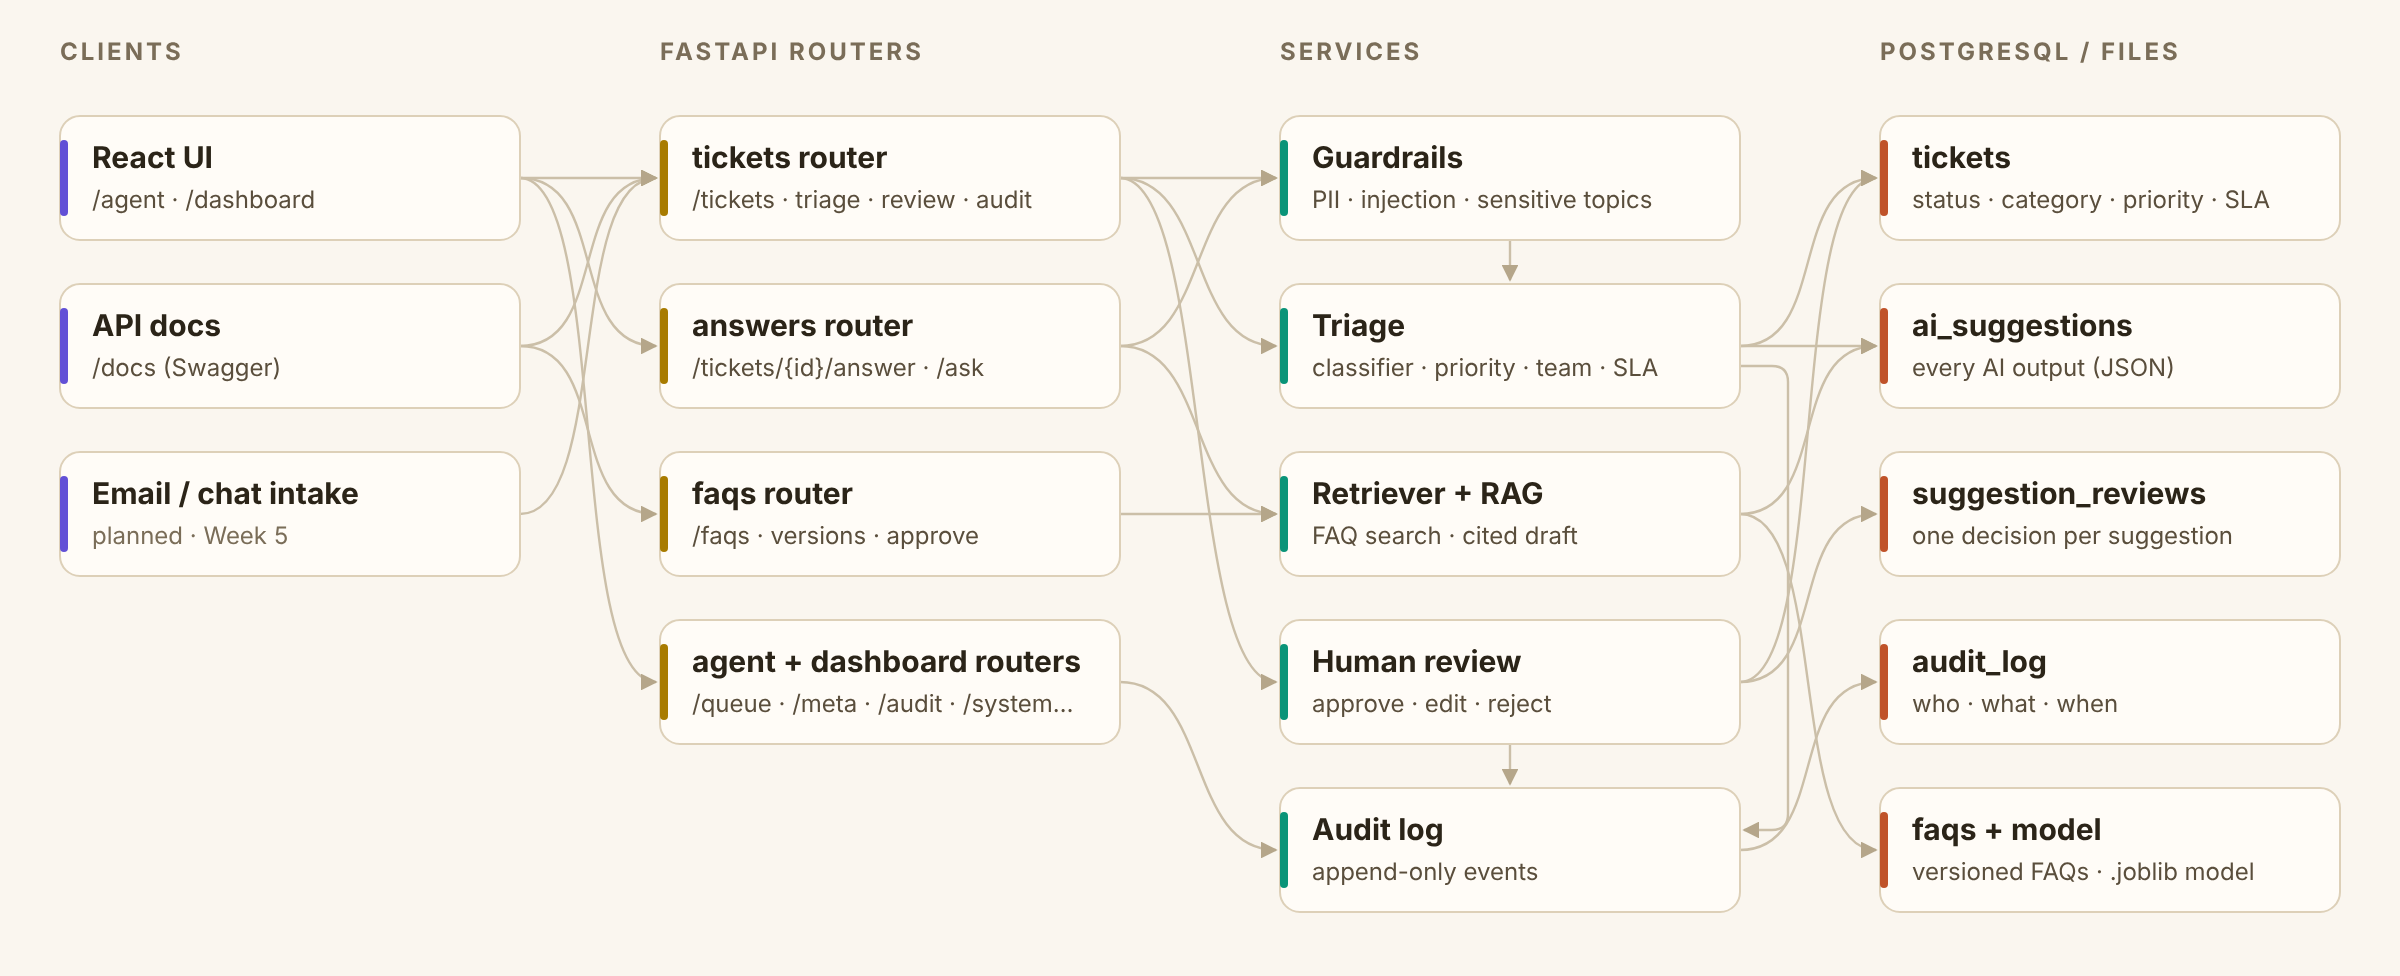 CLIENTS
React UI
/agent · /dashboard
API docs
/docs (Swagger)
Email / chat intake
planned · Week 5
FASTAPI ROUTERS
tickets router
/tickets · triage · review · audit
answers router
/tickets/{id}/answer · /ask
faqs router
/faqs · versions · approve
agent + dashboard routers
/queue · /meta · /audit · /system…
SERVICES
Guardrails
PII · injection · sensitive topics
Triage
classifier · priority · team · SLA
Retriever + RAG
FAQ search · cited draft
Human review
approve · edit · reject
Audit log
append-only events
POSTGRESQL / FILES
tickets
status · category · priority · SLA
ai_suggestions
every AI output (JSON)
suggestion_reviews
one decision per suggestion
audit_log
who · what · when
faqs + model
versioned FAQs · .joblib model